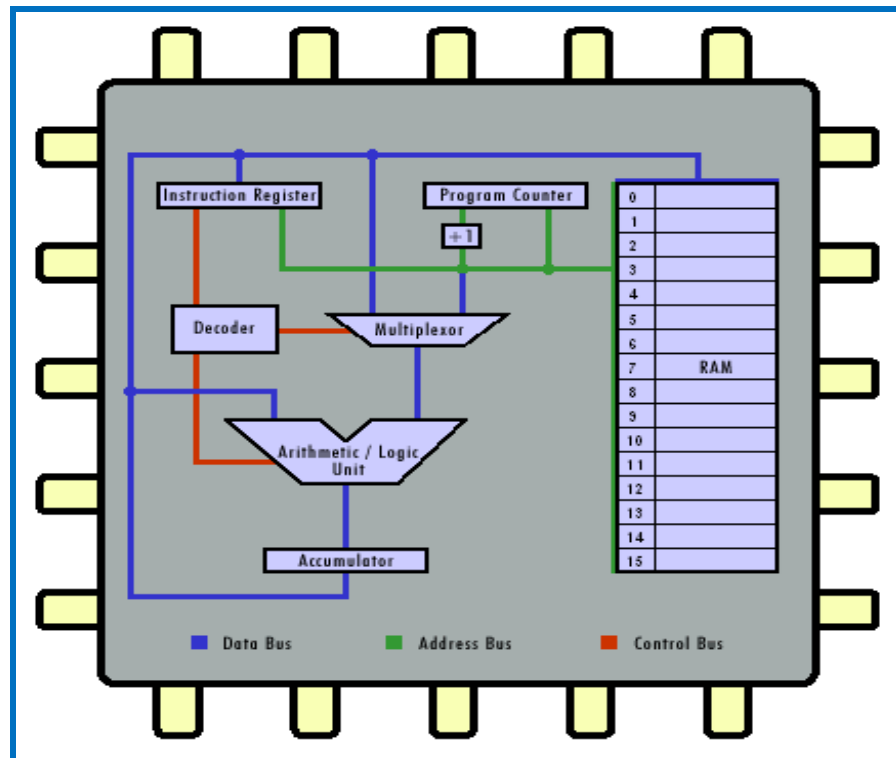 Instruction Register
Program Counter
+1
Decoder
Multiplexor
Arithmetic / Logic
Unit
Accumulator
0
1
2
3
4
5
6
7
RAM
8
9
10
11
12
13
14
15
Data Bus
Address Bus
Control Bus